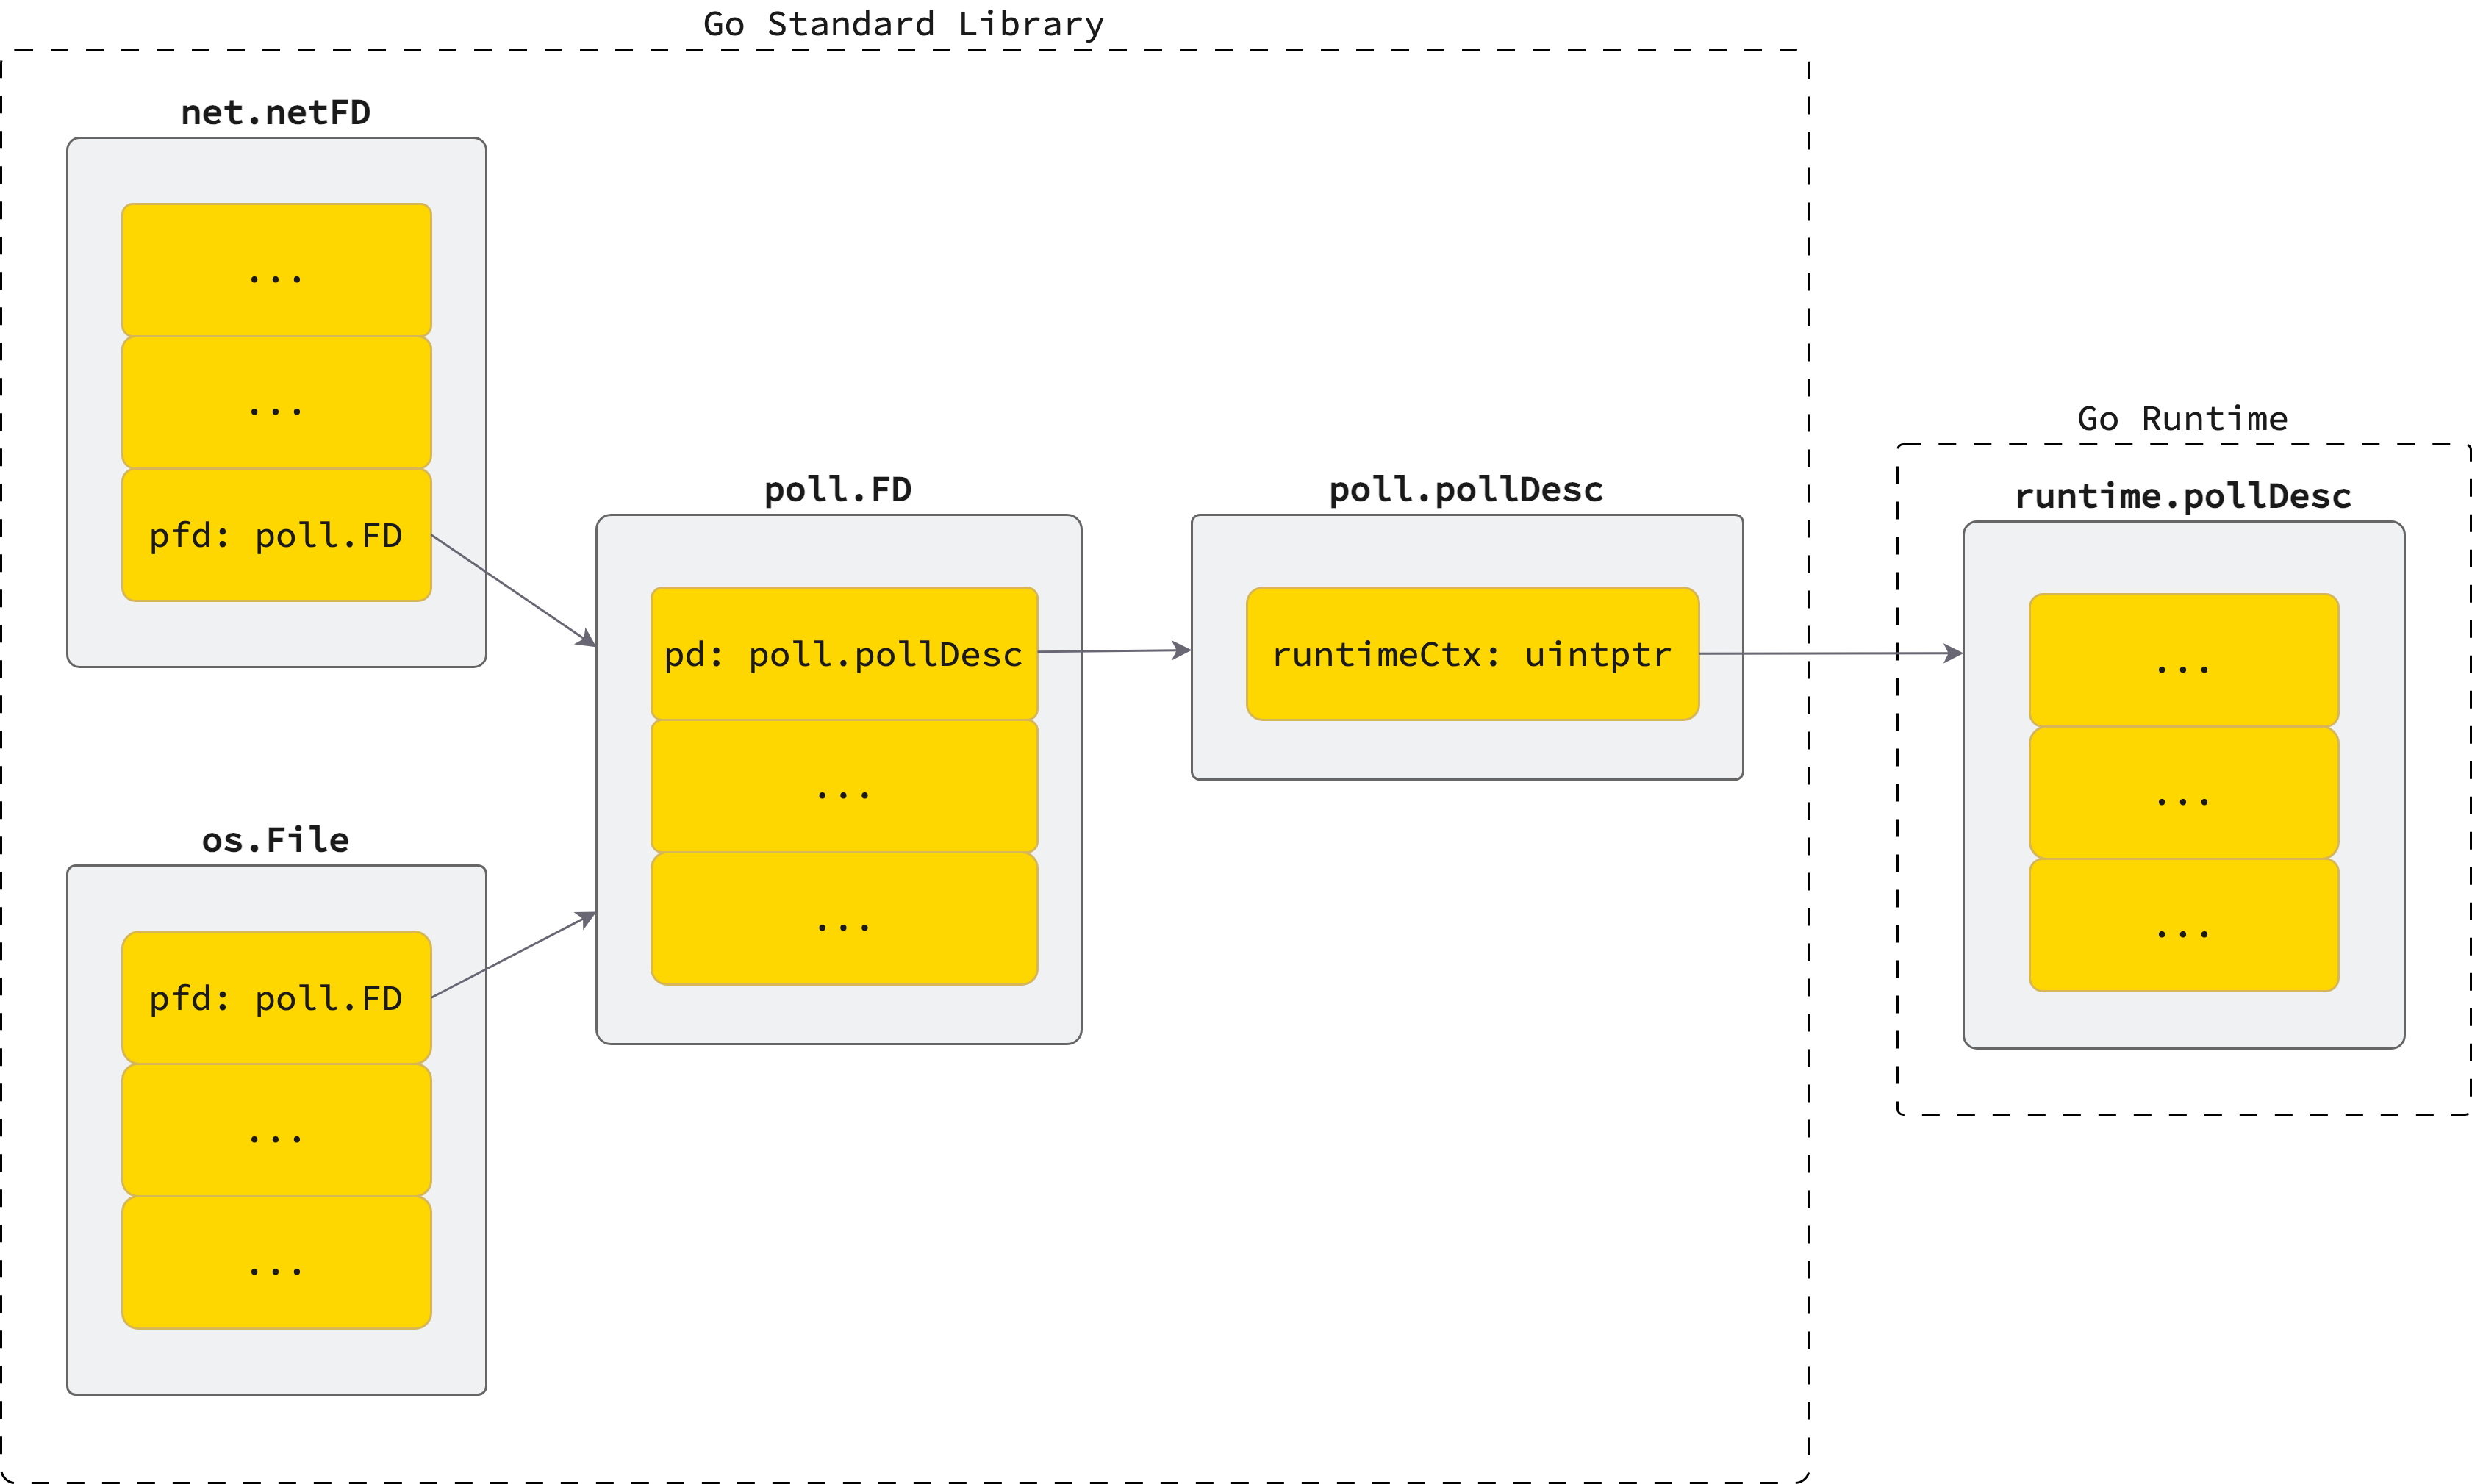 Go Standard Library
net.netFD
...
...
pfd: poll.FD
os.File
pfd: poll.FD
...
...
poll.FD
pd: poll.pollDesc
...
...
poll.pollDesc
runtimeCtx: uintptr
Go Runtime
runtime.pollDesc
...
...
...